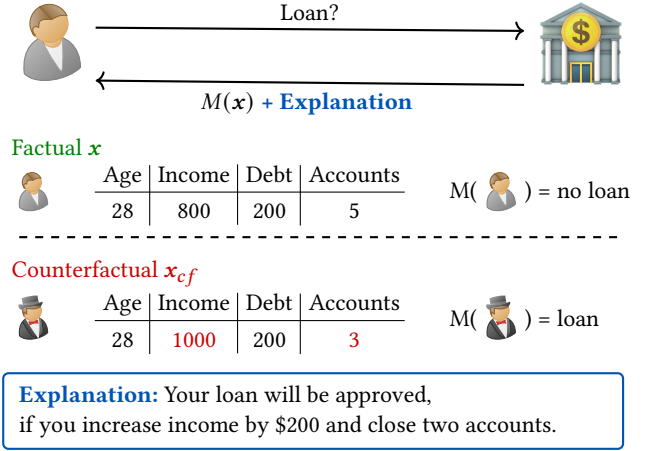 Loan?
$
M(x) + Explanation
Factual x
Age Income Debt Accounts
28 800 200 5
M( ) = no loan
Counterfactual x_cf
Age Income Debt Accounts
28 1000 200 3
M( ) = loan
Explanation: Your loan will be approved,
if you increase income by $200 and close two accounts.